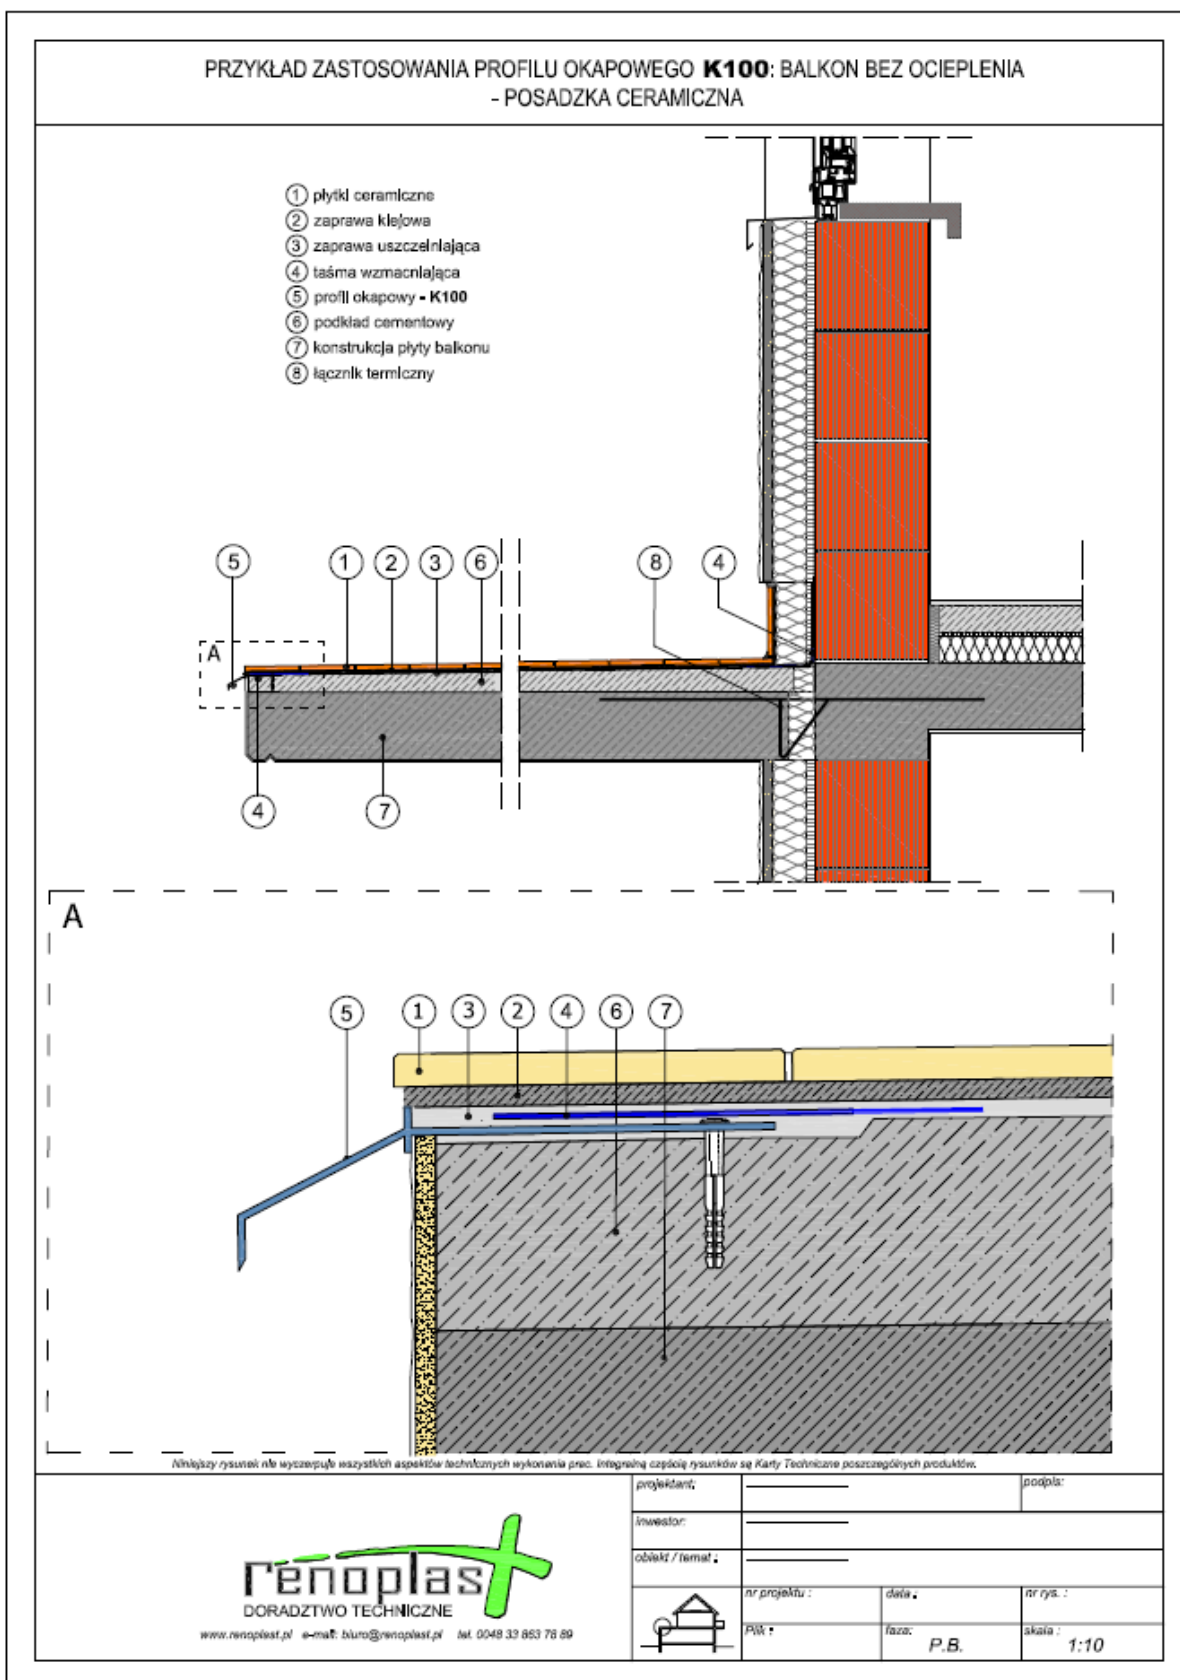 PRZYKŁAD ZASTOSOWANIA PROFILU OKAPOWEGO K100: BALKON BEZ OCIEPLENIA
- POSADZKA CERAMICZNA
1 płytki ceramiczne
2 zaprawa klejowa
3 zaprawa uszczelniająca
4 taśma wzmacniająca
5 profil okapowy - K100
6 podkład cementowy
7 konstrukcja płyty balkonu
8 łącznik termiczny
5 1 2 3 6 8 4
A
4 7
A
5 1 3 2 4 6 7
Niniejszy rysunek nie wyczerpuje wszystkich aspektów technicznych wykonania prac. Integralną częścią rysunków są Karty Techniczne poszczególnych produktów.
renoplast
DORADZTWO TECHNICZNE
www.renoplast.pl e-mail: biuro@renoplast.pl tel. 0048 33 863 78 89
projektant:
podpis:
inwestor:
obiekt / temat :
nr projektu :
data :
nr rys. :
Plik :
faza:
P.B.
skala :
1:10